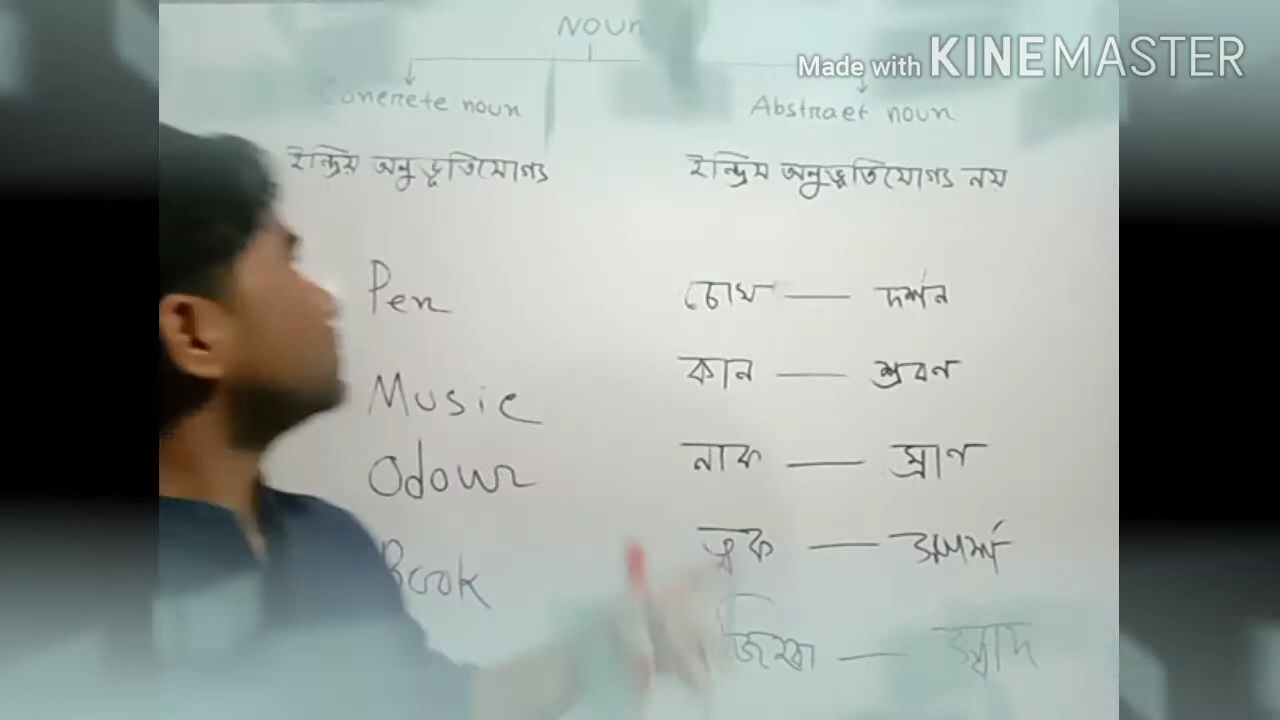 Noun
Made with KINEMASTER
Concrete noun
Abstract noun
ইন্দ্রিয় অনুভূতিযোগ্য
ইন্দ্রিয় অনুভূতিযোগ্য নয়
Pen
চোখ — দর্শন
Music
কান — শ্রবণ
Odour
নাক — ঘ্রাণ
Book
ত্বক — স্পর্শ
জিহ্বা — স্বাদ